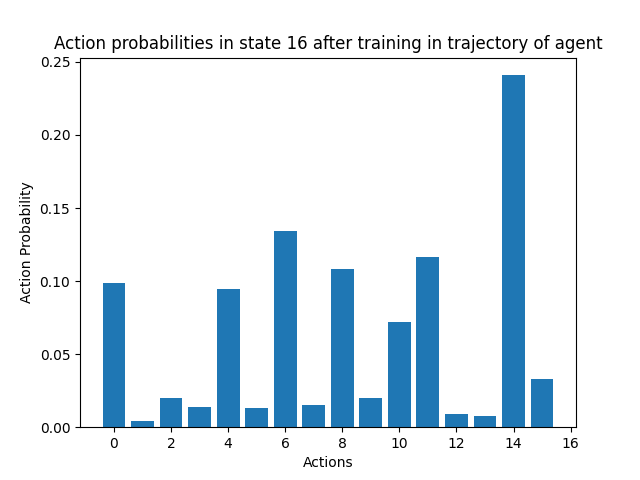 Action probabilities in state 16 after training in trajectory of agent
0.25
0.20
0.15
0.10
0.05
0.00
Action Probability
0 2 4 6 8 10 12 14 16
Actions